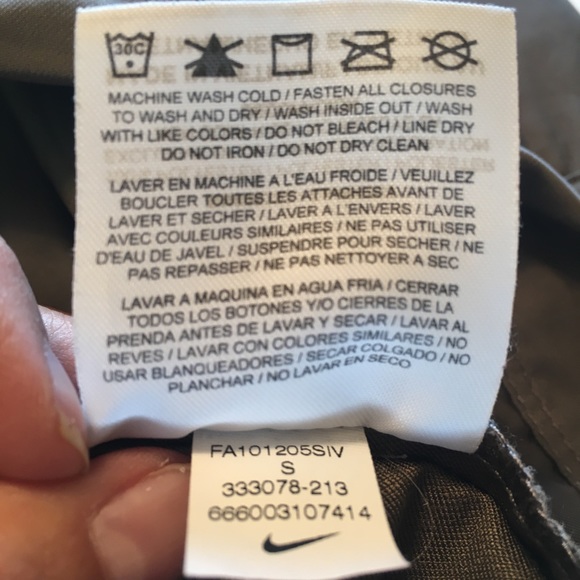 30C
MACHINE WASH COLD / FASTEN ALL CLOSURES
TO WASH AND DRY / WASH INSIDE OUT / WASH
WITH LIKE COLORS / DO NOT BLEACH / LINE DRY
DO NOT IRON / DO NOT DRY CLEAN
LAVER EN MACHINE A L'EAU FROIDE / VEUILLEZ
BOUCLER TOUTES LES ATTACHES AVANT DE
LAVER ET SECHER / LAVER A L'ENVERS / LAVER
AVEC COULEURS SIMILAIRES / NE PAS UTILISER
D'EAU DE JAVEL / SUSPENDRE POUR SECHER / NE
PAS REPASSER / NE PAS NETTOYER A SEC
LAVAR A MAQUINA EN AGUA FRIA / CERRAR
TODOS LOS BOTONES Y/O CIERRES DE LA
PRENDA ANTES DE LAVAR Y SECAR / LAVAR AL
REVES / LAVAR CON COLORES SIMILARES / NO
USAR BLANQUEADORES / SECAR COLGADO / NO
PLANCHAR / NO LAVAR EN SECO
FA101205SIV
S
333078-213
666003107414